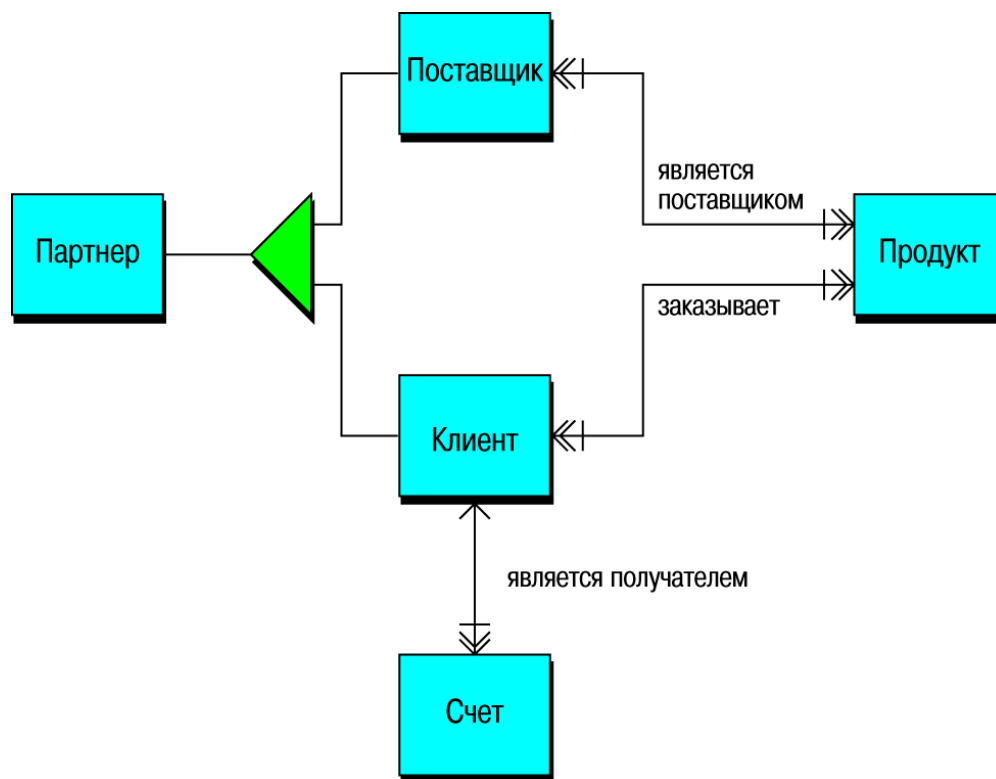 Поставщик
является
поставщиком
Партнер
Продукт
заказывает
Клиент
является получателем
Счет